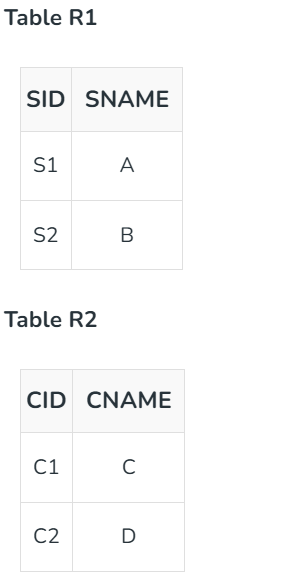 Table R1
SID SNAME
S1 A
S2 B
Table R2
CID CNAME
C1 C
C2 D